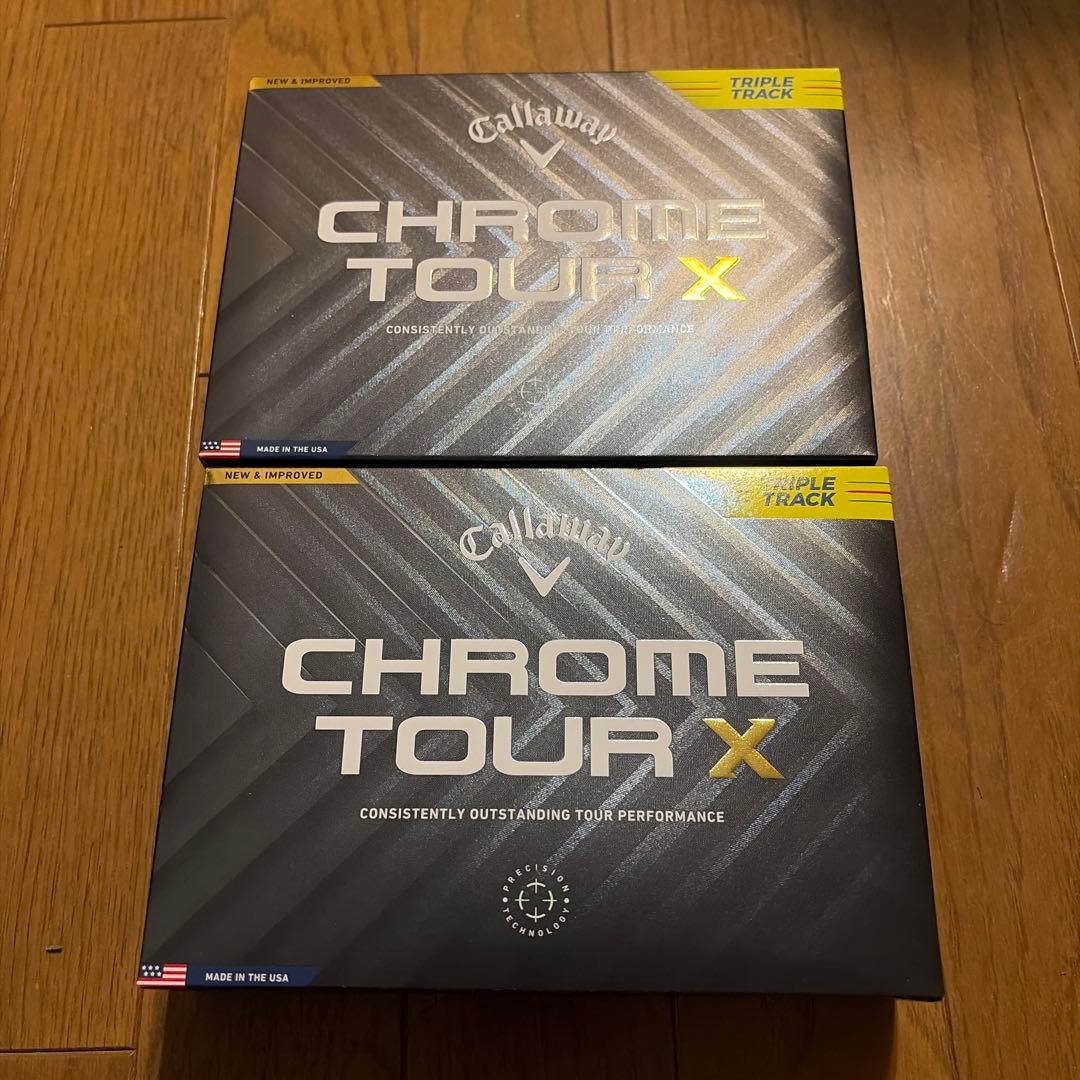 NEW & IMPROVED
TRIPLE
TRACK
Callaway
CHROME
TOUR X
CONSISTENTLY OUTSTANDING TOUR PERFORMANCE
MADE IN THE USA
NEW & IMPROVED
TRIPLE
TRACK
Callaway
CHROME
TOUR X
CONSISTENTLY OUTSTANDING TOUR PERFORMANCE
PRECISION
TECHNOLOGY
MADE IN THE USA